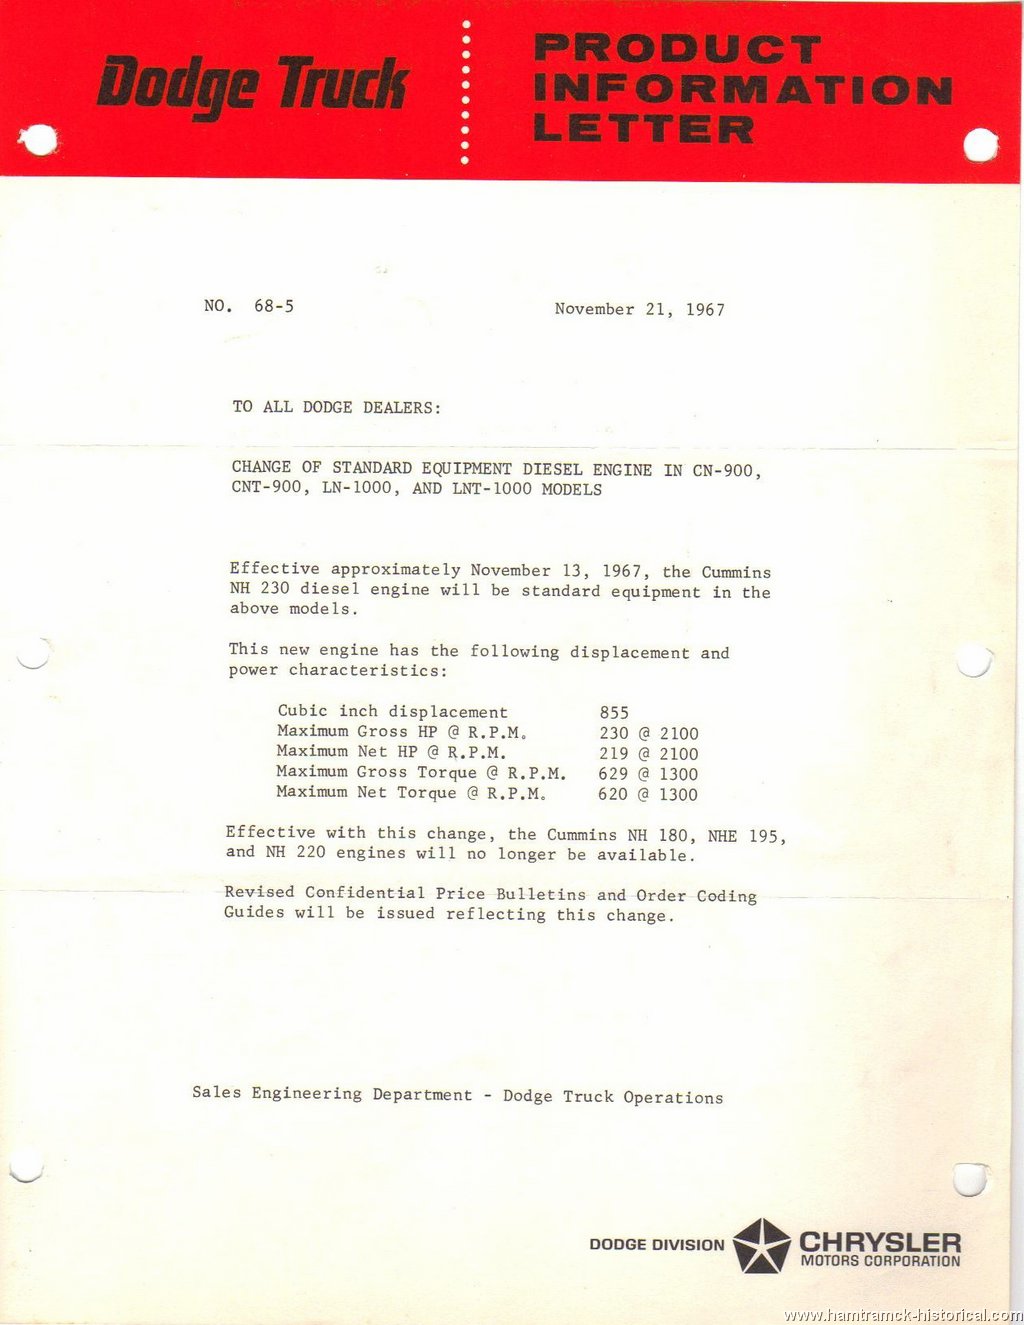 Dodge Truck
PRODUCT
INFORMATION
LETTER
NO. 68-5 November 21, 1967
TO ALL DODGE DEALERS:
CHANGE OF STANDARD EQUIPMENT DIESEL ENGINE IN CN-900,
CNT-900, LN-1000, AND LNT-1000 MODELS
Effective approximately November 13, 1967, the Cummins
NH 230 diesel engine will be standard equipment in the
above models.
This new engine has the following displacement and
power characteristics:
Cubic inch displacement 855
Maximum Gross HP @ R.P.M. 230 @ 2100
Maximum Net HP @ R.P.M. 219 @ 2100
Maximum Gross Torque @ R.P.M. 629 @ 1300
Maximum Net Torque @ R.P.M. 620 @ 1300
Effective with this change, the Cummins NH 180, NHE 195,
and NH 220 engines will no longer be available.
Revised Confidential Price Bulletins and Order Coding
Guides will be issued reflecting this change.
Sales Engineering Department - Dodge Truck Operations
DODGE DIVISION CHRYSLER
MOTORS CORPORATION
www.hamtramck-historical.com